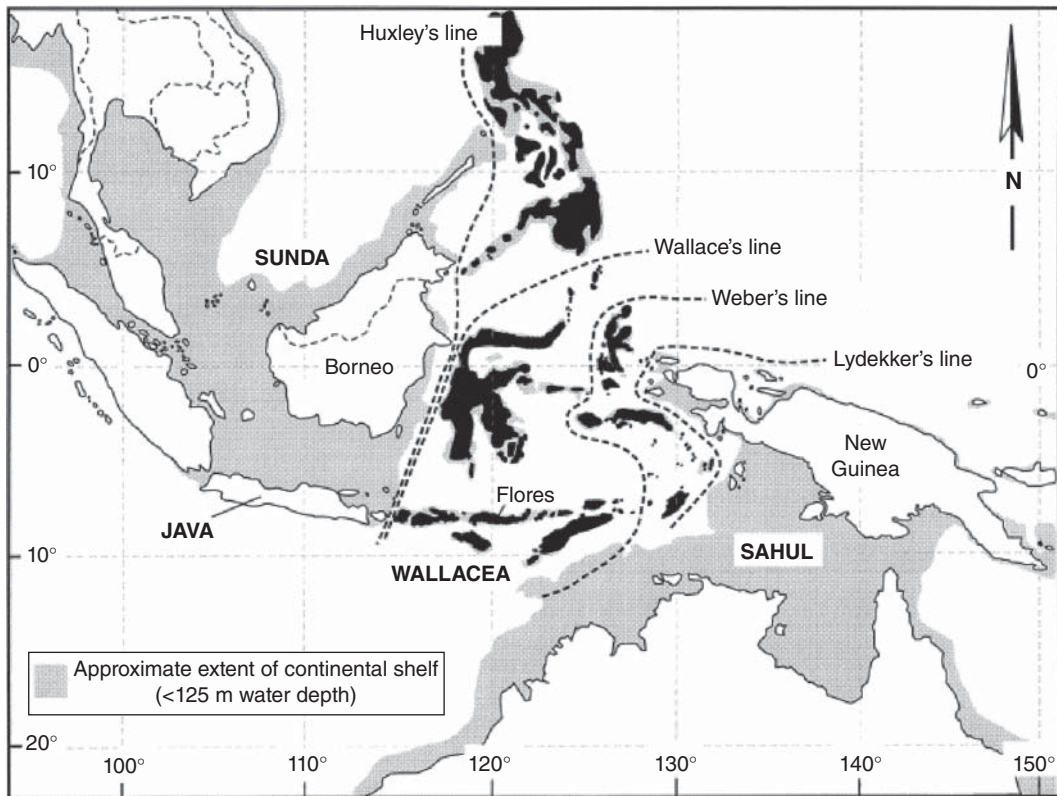 Huxley's line
N
10°
SUNDA
Wallace's line
Weber's line
Lydekker's line
Borneo
0°
0°
New
Guinea
Flores
JAVA
10°
WALLACEA
SAHUL
Approximate extent of continental shelf
(<125 m water depth)
20°
100°
110°
120°
130°
140°
150°